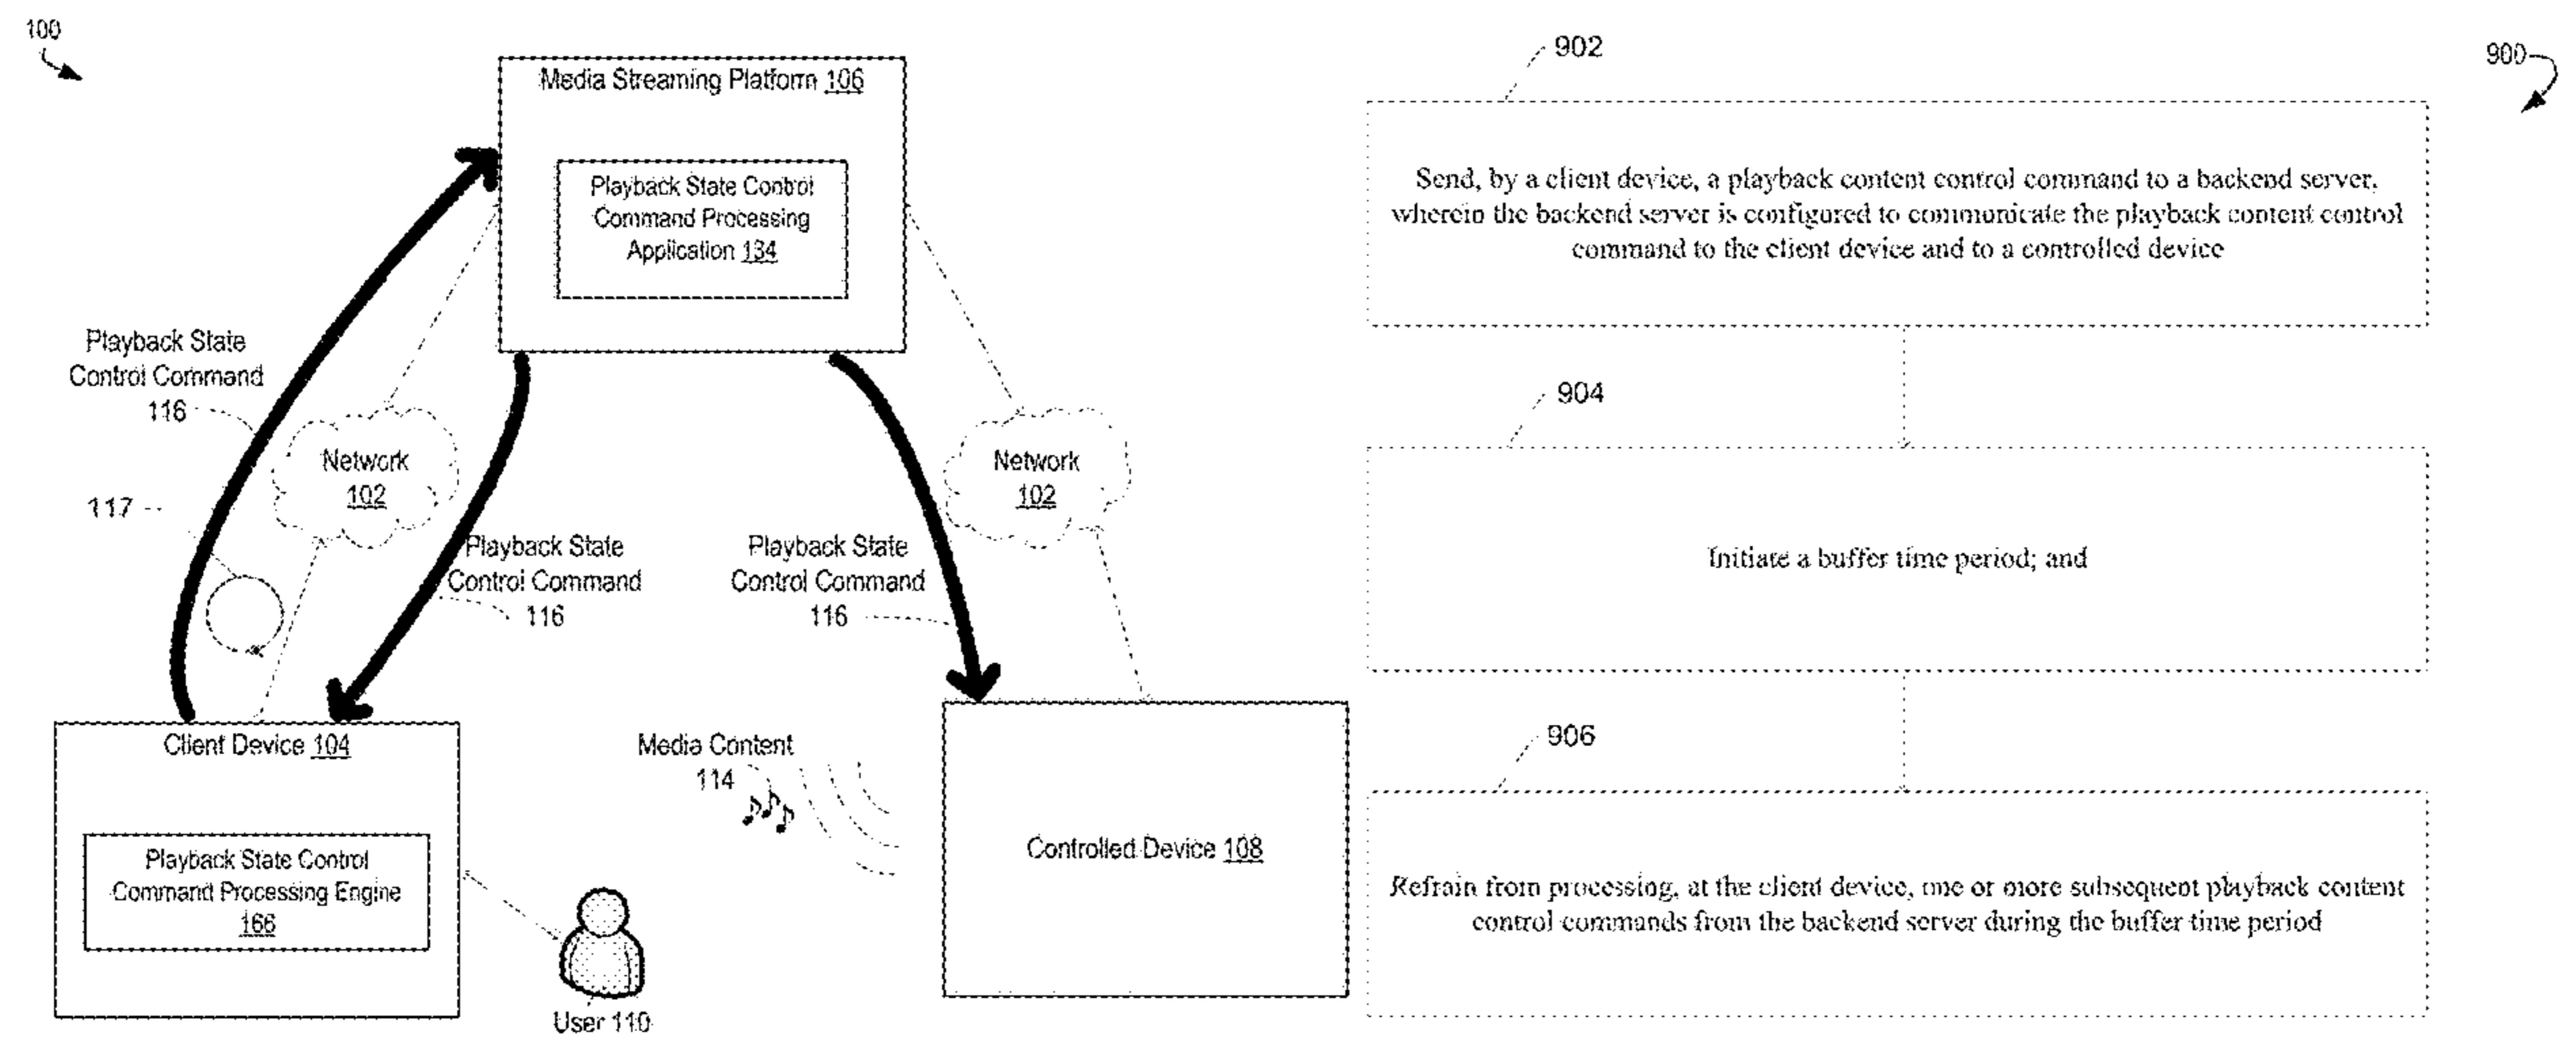 100
Media Streaming Platform 106
Playback State Control
Command Processing
Application 134
Playback State
Control Command
116
Network
102
Network
102
117
Playback State
Control Command
116
Playback State
Control Command
116
Client Device 104
Playback State Control
Command Processing Engine
166
Media Content
114
Controlled Device 108
User 110
900
902
Send, by a client device, a playback content control command to a backend server,
wherein the backend server is configured to communicate the playback content control
command to the client device and to a controlled device
904
Initiate a buffer time period; and
906
Refrain from processing, at the client device, one or more subsequent playback content
control commands from the backend server during the buffer time period